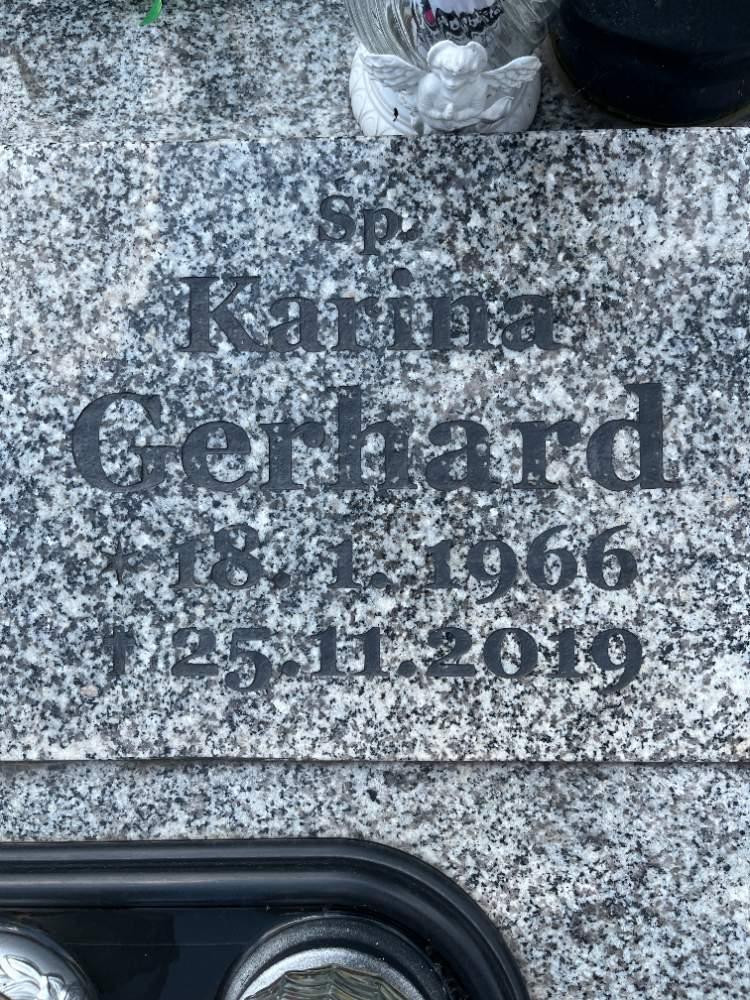 Sp.
Karina
Gerhard
* 18. 1. 1966
† 25.11.2019